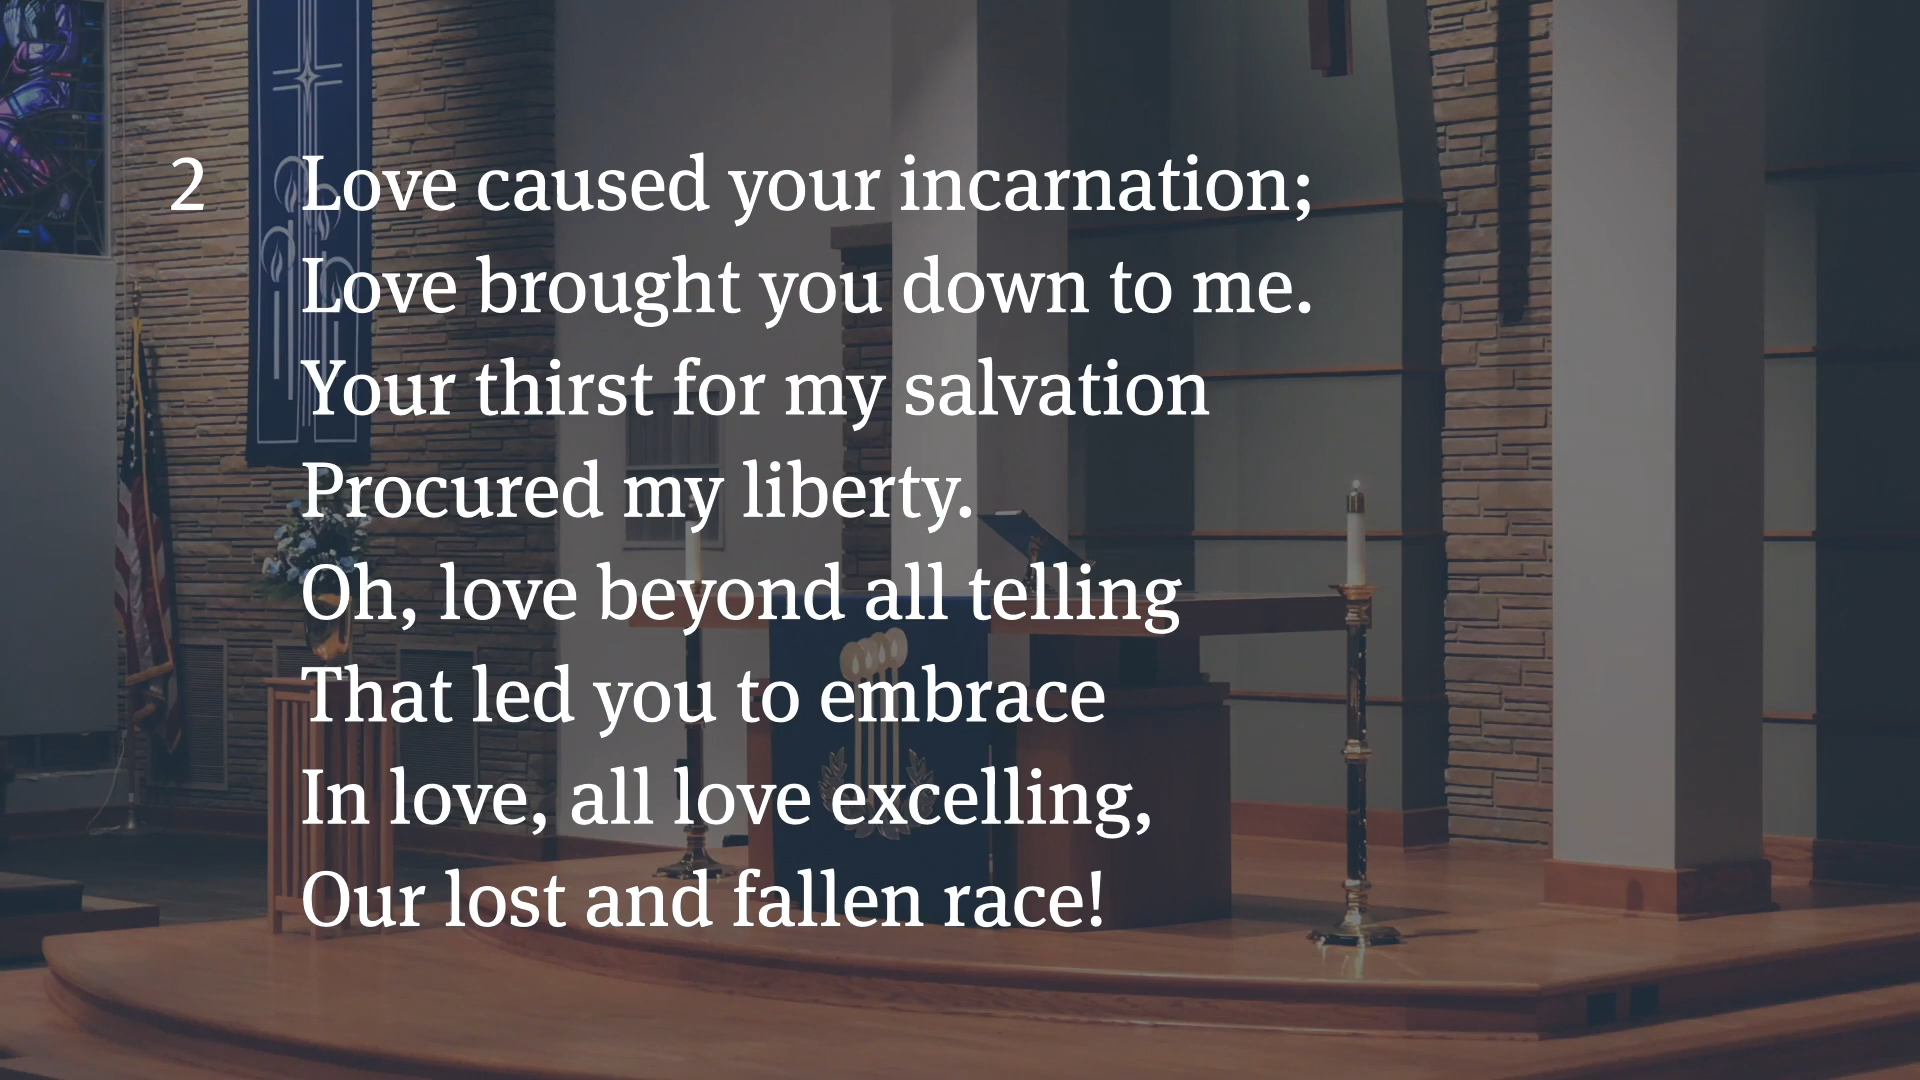 2 Love caused your incarnation;
Love brought you down to me.
Your thirst for my salvation
Procured my liberty.
Oh, love beyond all telling
That led you to embrace
In love, all love excelling,
Our lost and fallen race!